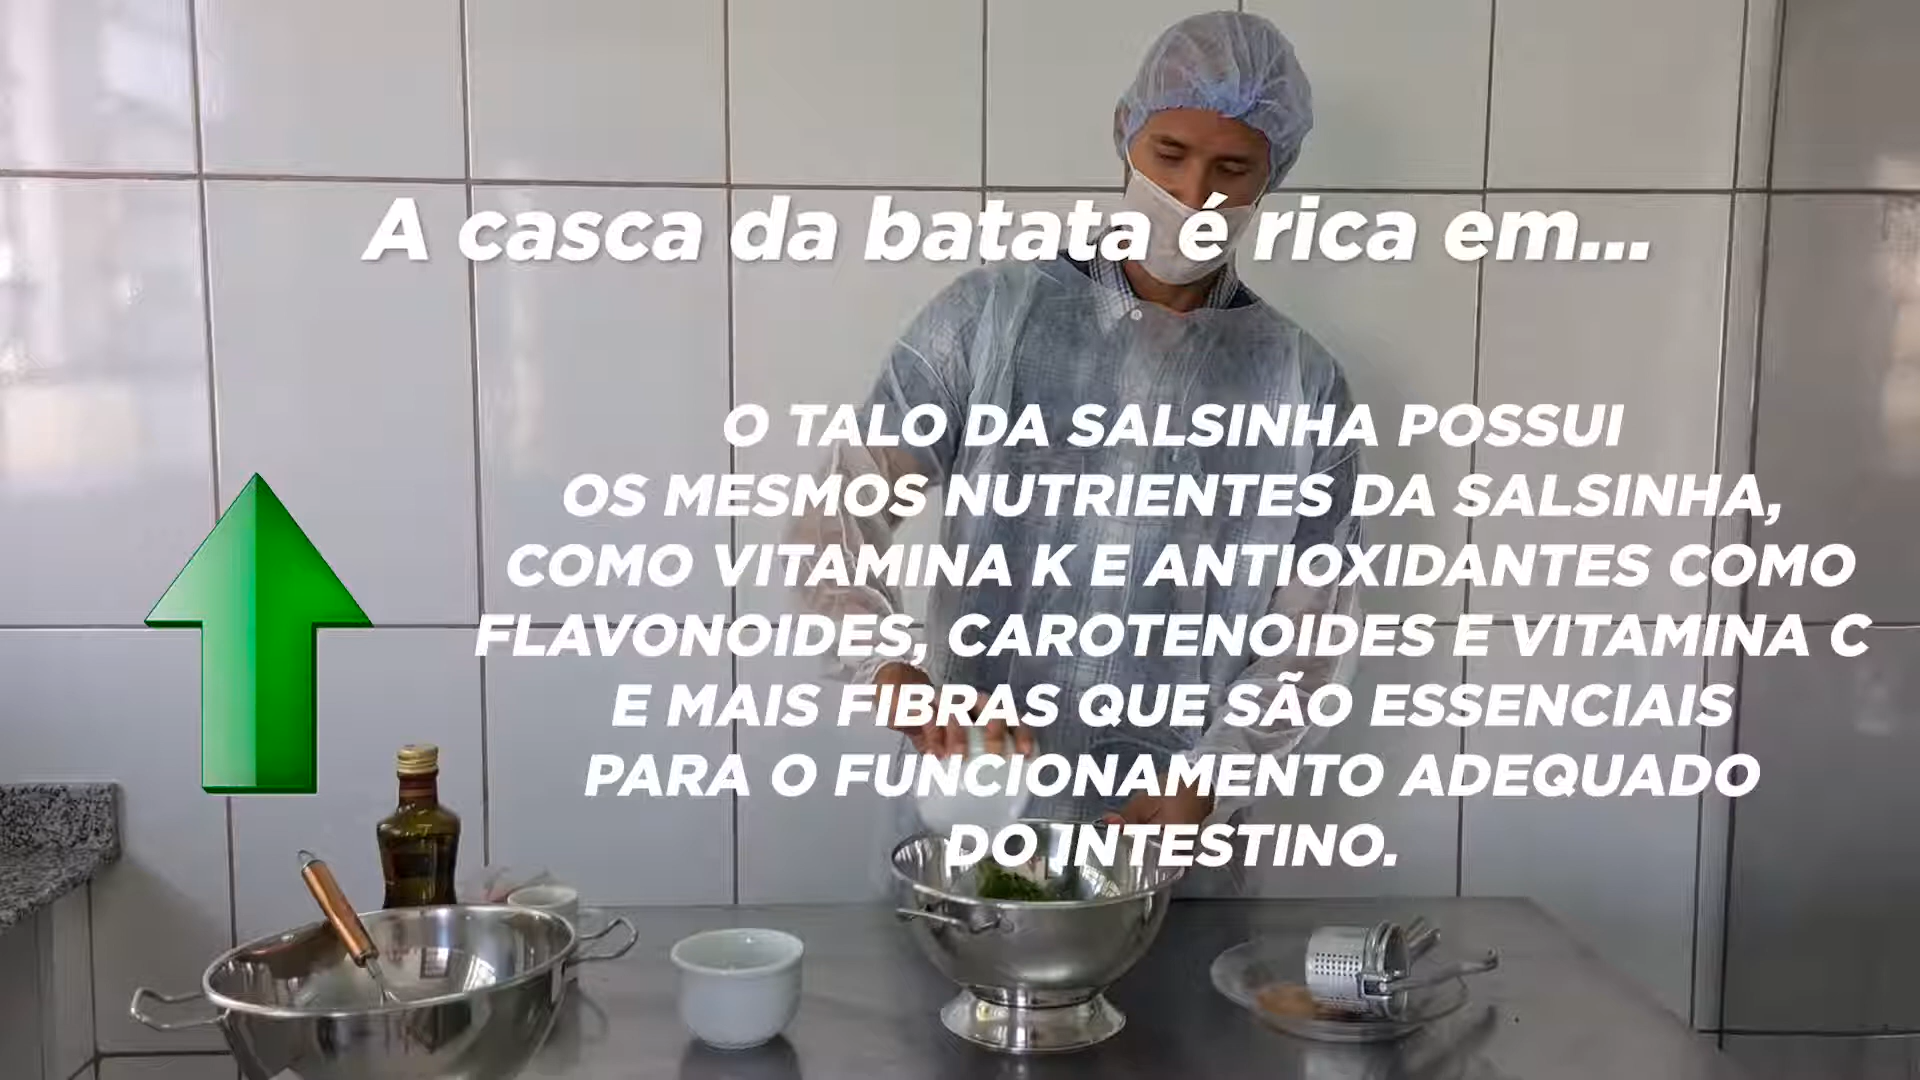 A casca da batata é rica em...
O TALO DA SALSINHA POSSUI
OS MESMOS NUTRIENTES DA SALSINHA,
COMO VITAMINA K E ANTIOXIDANTES COMO
FLAVONOIDES, CAROTENOIDES E VITAMINA C
E MAIS FIBRAS QUE SÃO ESSENCIAIS
PARA O FUNCIONAMENTO ADEQUADO
DO INTESTINO.